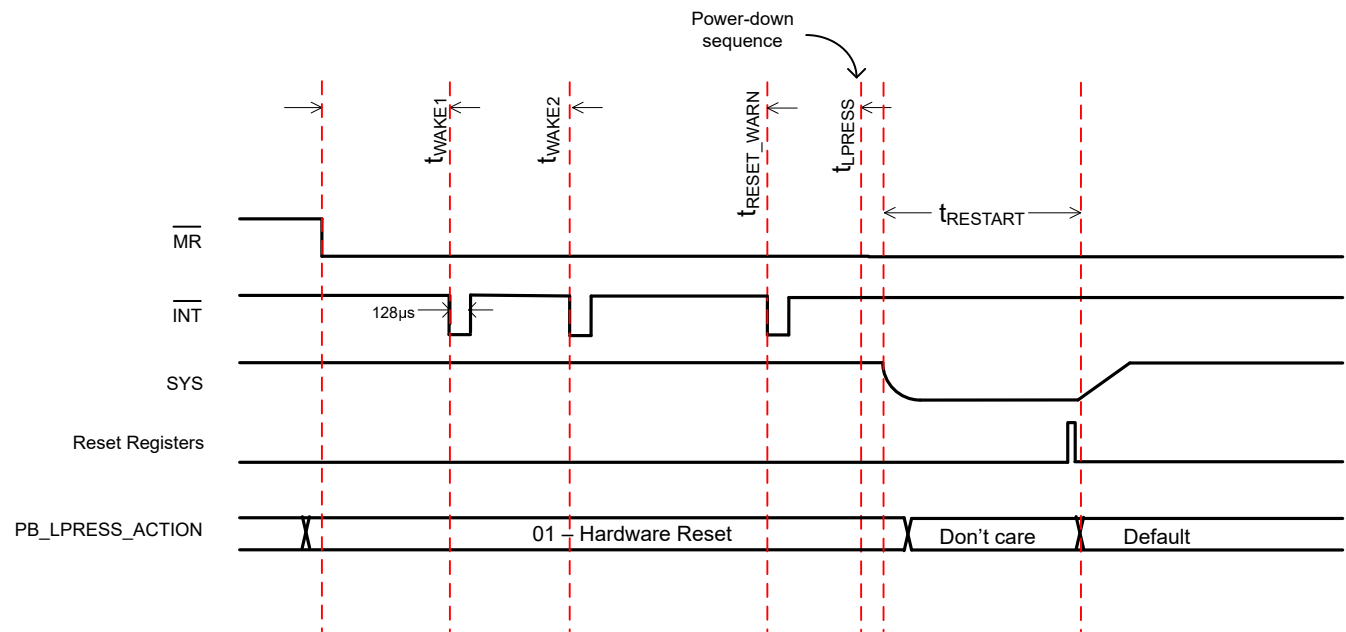 Power-down
sequence
tWAKE1
tWAKE2
tRESET_WARN
tLPRESS
tRESTART
MR
INT
128µs
SYS
Reset Registers
PB_LPRESS_ACTION
01 – Hardware Reset
Don't care
Default